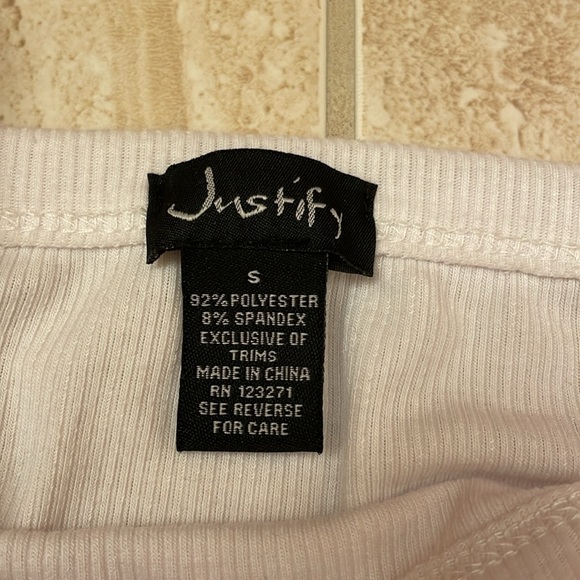 Justify
S
92% POLYESTER
8% SPANDEX
EXCLUSIVE OF
TRIMS
MADE IN CHINA
RN 123271
SEE REVERSE
FOR CARE